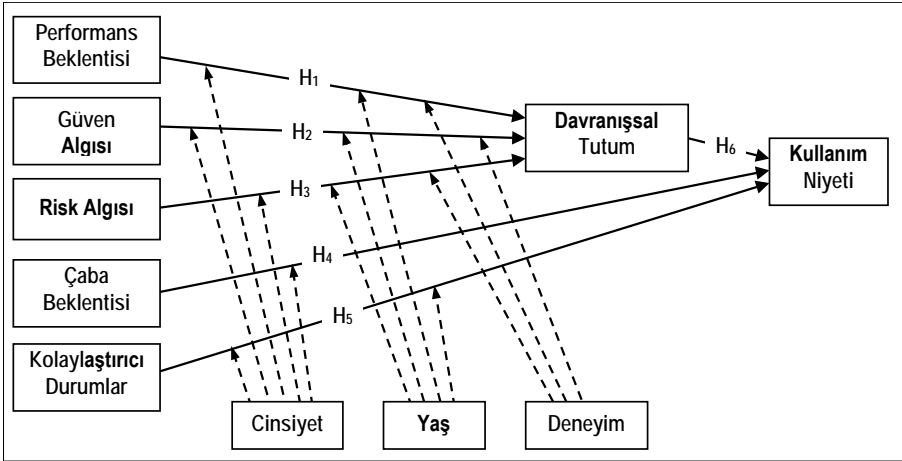 Performans
Beklentisi
H1
Güven
Algısı
H2
Davranışsal
Tutum
H6
Kullanım
Niyeti
Risk Algısı
H3
Çaba
Beklentisi
H4
Kolaylaştırıcı
Durumlar
H5
Cinsiyet
Yaş
Deneyim